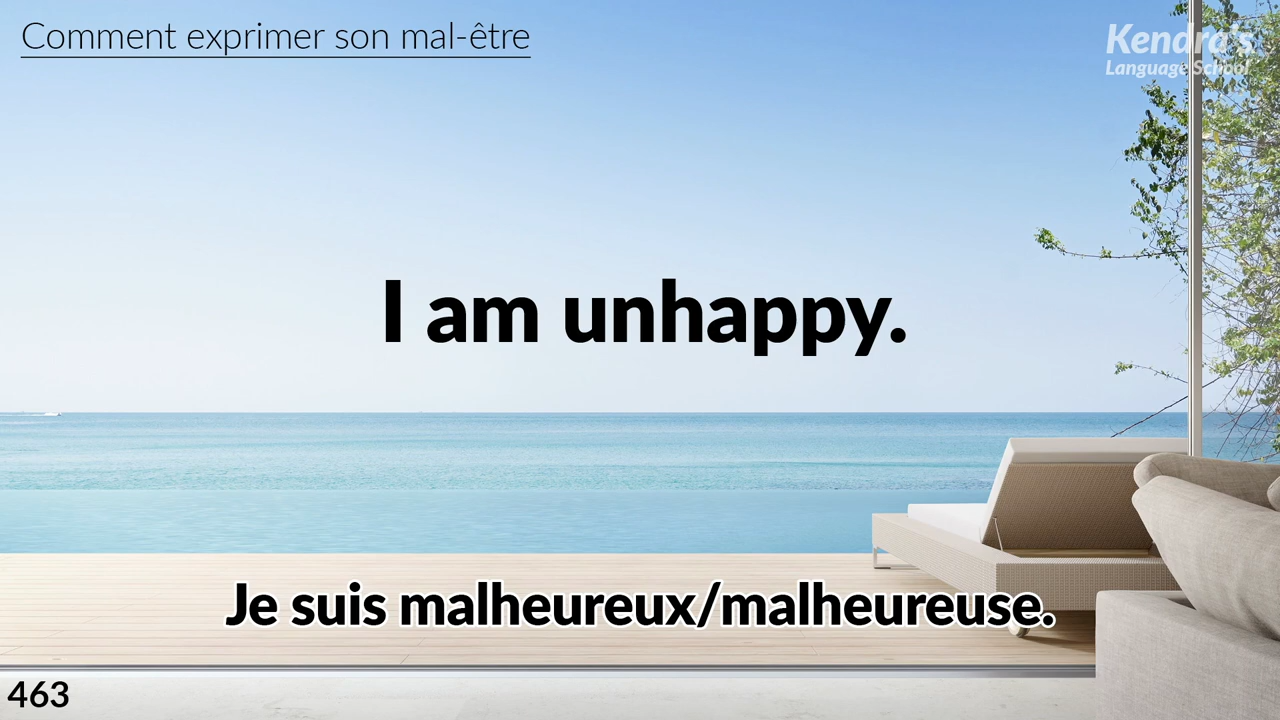 Comment exprimer son mal-être
Kendra's
Language School
I am unhappy.
Je suis malheureux/malheureuse.
463